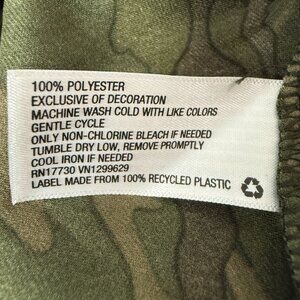 100% POLYESTER
EXCLUSIVE OF DECORATION
MACHINE WASH COLD WITH LIKE COLORS
GENTLE CYCLE
ONLY NON-CHLORINE BLEACH IF NEEDED
TUMBLE DRY LOW, REMOVE PROMPTLY
COOL IRON IF NEEDED
RN17730 VN1299629
LABEL MADE FROM 100% RECYCLED PLASTIC